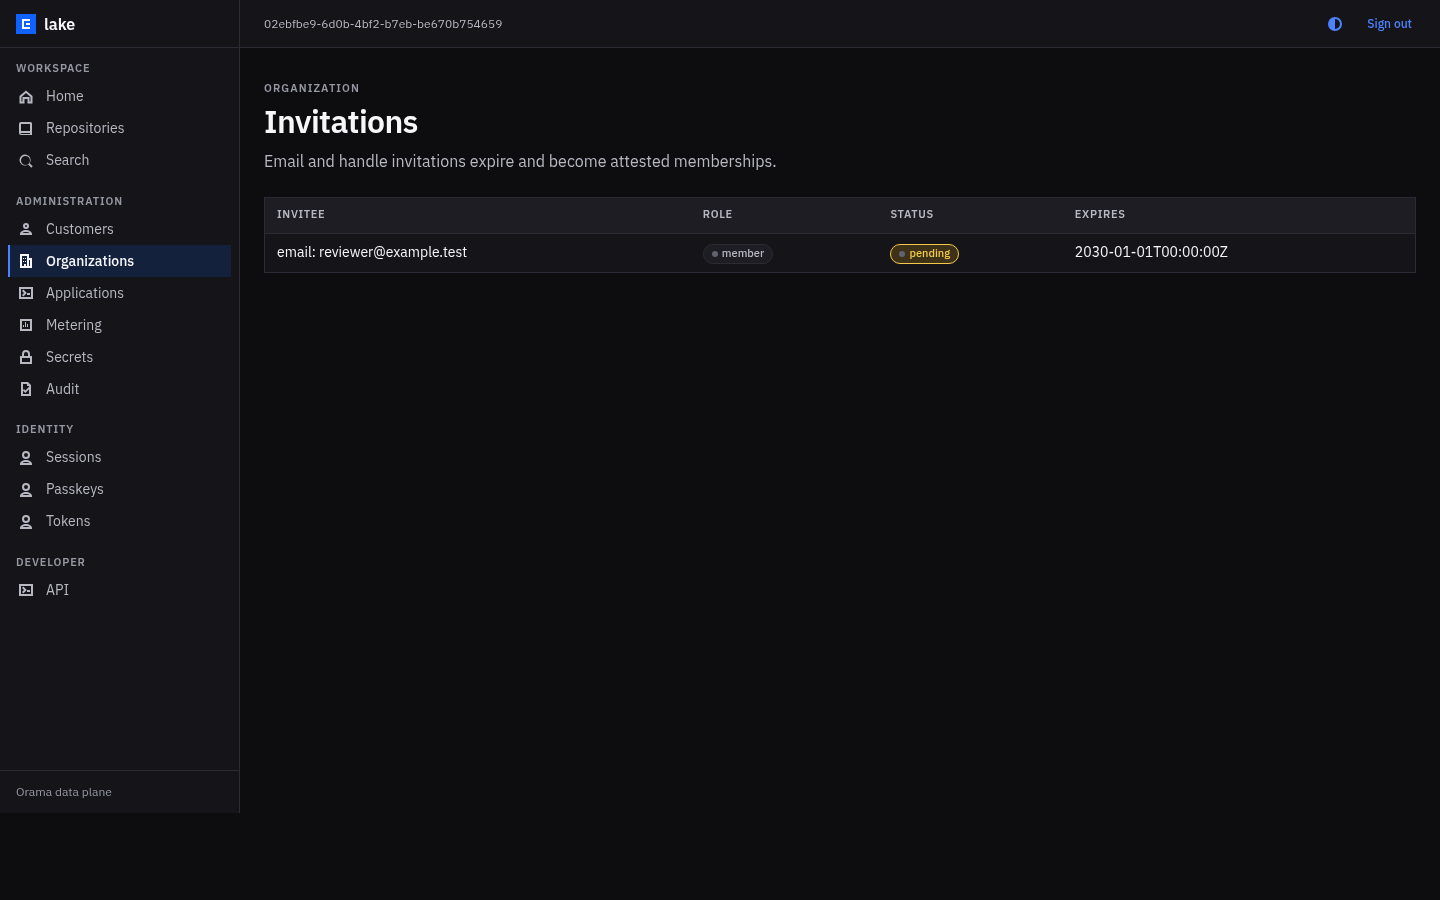 lake
02ebfbe9-6d0b-4bf2-b7eb-be670b754659
Sign out
WORKSPACE
Home
Repositories
Search
ADMINISTRATION
Customers
Organizations
Applications
Metering
Secrets
Audit
IDENTITY
Sessions
Passkeys
Tokens
DEVELOPER
API
Orama data plane
ORGANIZATION
Invitations
Email and handle invitations expire and become attested memberships.
INVITEE ROLE STATUS EXPIRES
email: reviewer@example.test member pending 2030-01-01T00:00:00Z